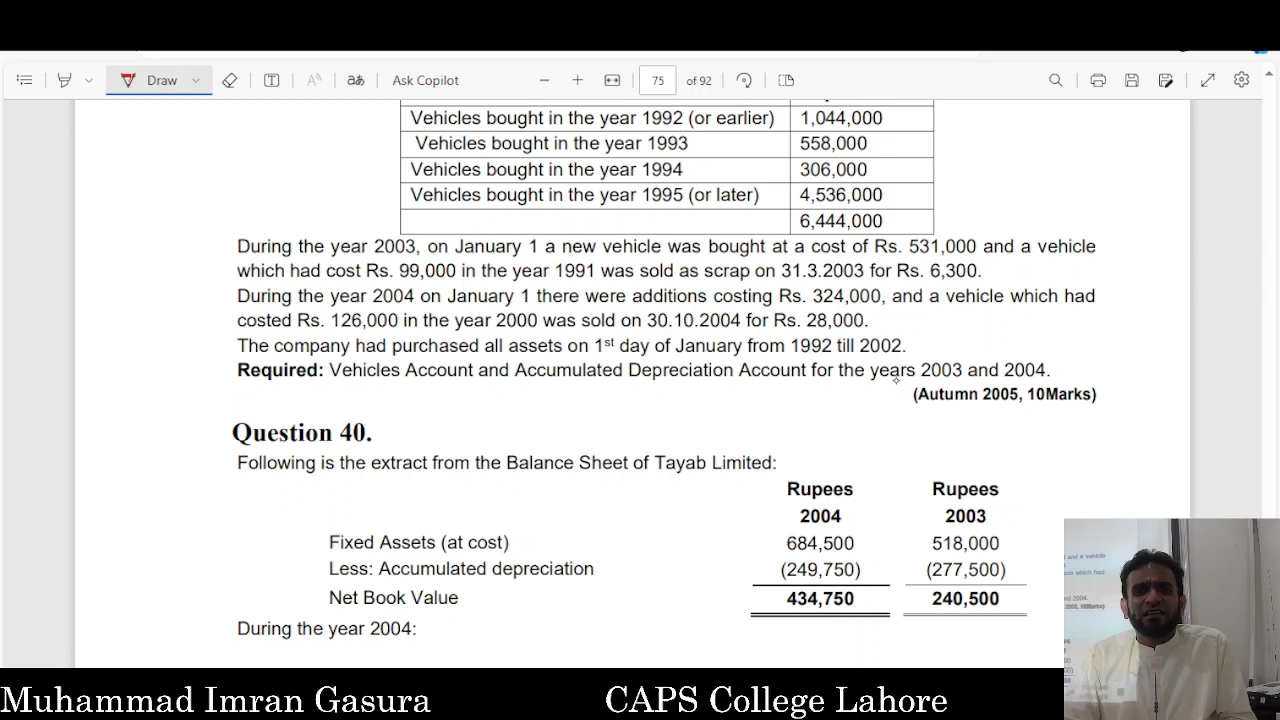 Draw
Ask Copilot
75 of 92
Vehicles bought in the year 1992 (or earlier) 1,044,000
Vehicles bought in the year 1993 558,000
Vehicles bought in the year 1994 306,000
Vehicles bought in the year 1995 (or later) 4,536,000
6,444,000
During the year 2003, on January 1 a new vehicle was bought at a cost of Rs. 531,000 and a vehicle
which had cost Rs. 99,000 in the year 1991 was sold as scrap on 31.3.2003 for Rs. 6,300.
During the year 2004 on January 1 there were additions costing Rs. 324,000, and a vehicle which had
costed Rs. 126,000 in the year 2000 was sold on 30.10.2004 for Rs. 28,000.
The company had purchased all assets on 1st day of January from 1992 till 2002.
Required: Vehicles Account and Accumulated Depreciation Account for the years 2003 and 2004.
(Autumn 2005, 10Marks)
Question 40.
Following is the extract from the Balance Sheet of Tayab Limited:
Rupees Rupees
2004 2003
Fixed Assets (at cost) 684,500 518,000
Less: Accumulated depreciation (249,750) (277,500)
Net Book Value 434,750 240,500
During the year 2004:
Muhammad Imran Gasura CAPS College Lahore